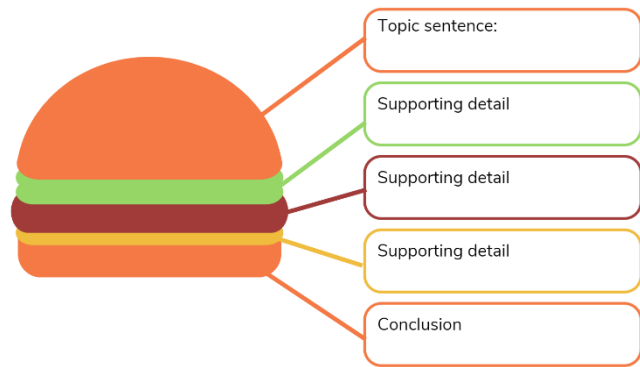 Topic sentence:
Supporting detail
Supporting detail
Supporting detail
Conclusion